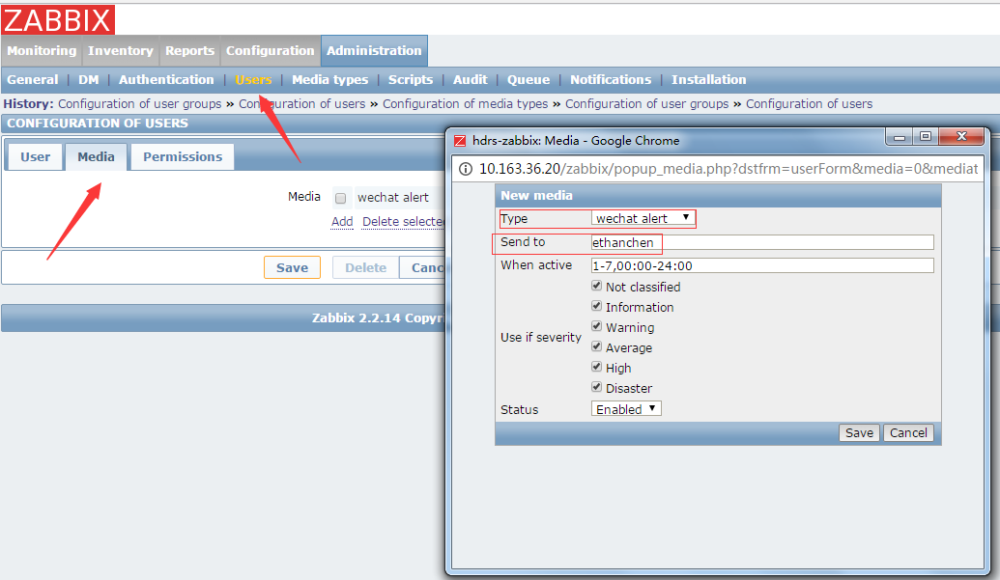 ZABBIX
Monitoring Inventory Reports Configuration Administration
General | DM | Authentication | Users | Media types | Scripts | Audit | Queue | Notifications | Installation
History: Configuration of user groups » Configuration of users » Configuration of media types » Configuration of user groups » Configuration of users
CONFIGURATION OF USERS
User Media Permissions
Media wechat alert
Add Delete selecte
Save Delete Canc
Zabbix 2.2.14 Copyri
hdrs-zabbix: Media - Google Chrome
10.163.36.20/zabbix/popup_media.php?dstfrm=userForm&media=0&mediat
New media
Type wechat alert
Send to ethanchen
When active 1-7,00:00-24:00
Use if severity
Not classified
Information
Warning
Average
High
Disaster
Status Enabled
Save Cancel